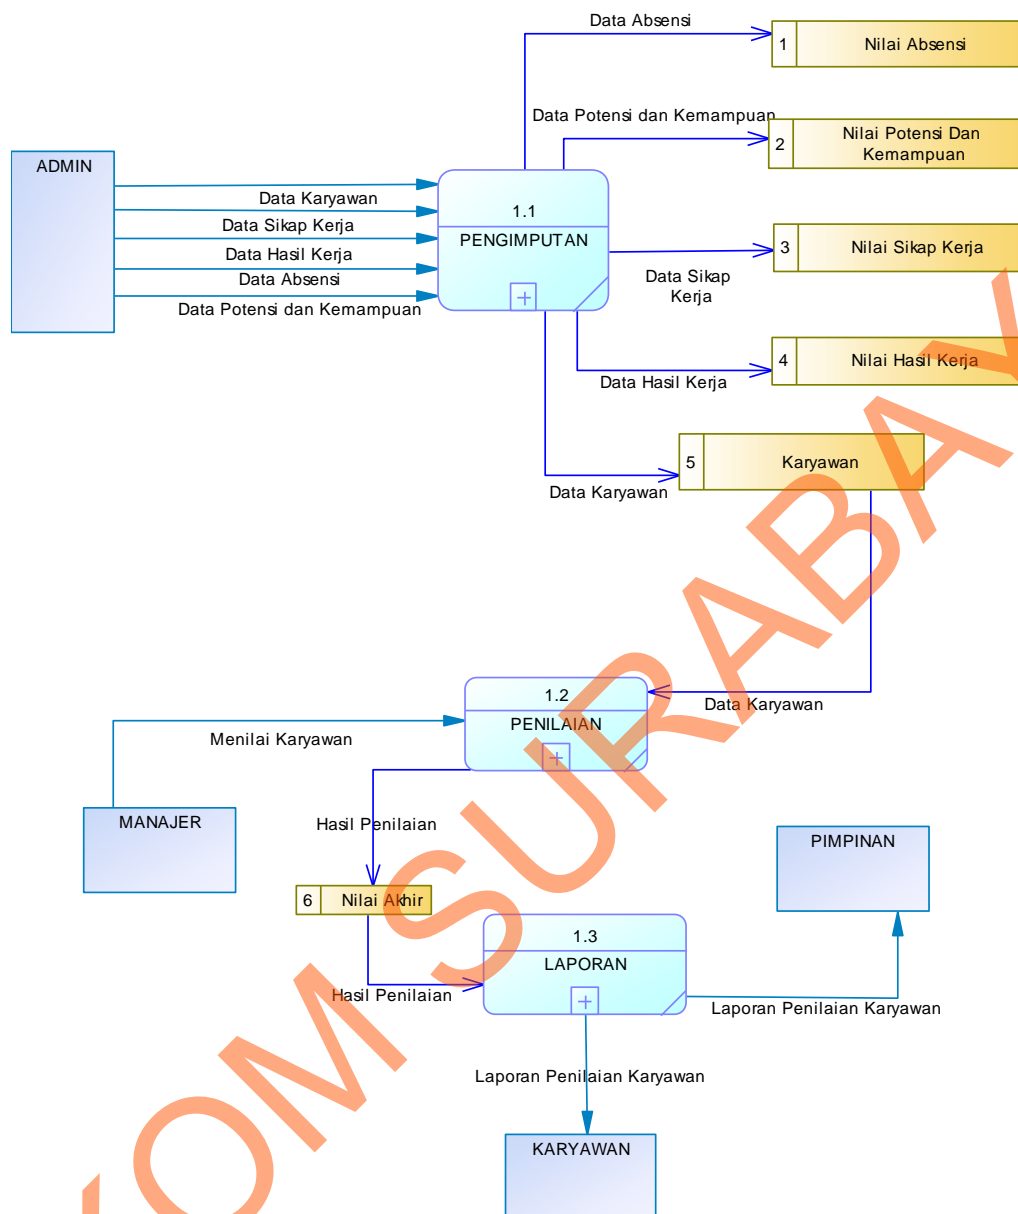 Data Absensi
1
Nilai Absensi
Data Potensi dan Kemampuan
2
Nilai Potensi Dan
Kemampuan
ADMIN
Data Karyawan
Data Sikap Kerja
Data Hasil Kerja
Data Absensi
Data Potensi dan Kemampuan
1.1
PENGIMPUTAN
3
Nilai Sikap Kerja
Data Sikap
Kerja
4
Nilai Hasil Kerja
Data Hasil Kerja
5
Karyawan
Data Karyawan
1.2
PENILAIAN
Data Karyawan
Menilai Karyawan
MANAJER
Hasil Penilaian
PIMPINAN
6
Nilai Akhir
1.3
LAPORAN
Hasil Penilaian
Laporan Penilaian Karyawan
Laporan Penilaian Karyawan
KARYAWAN
KOM SURABAY